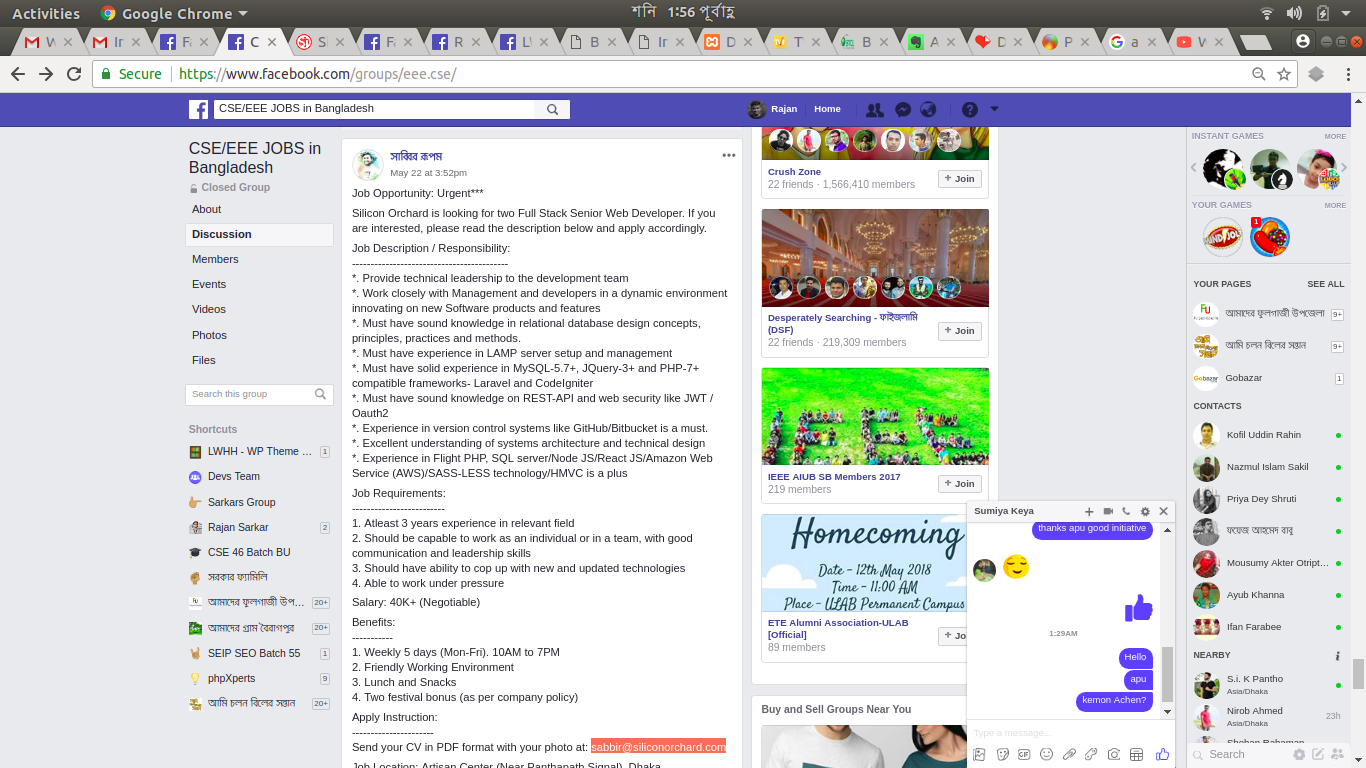 Activities
Google Chrome
শনি 1:56 পূর্বাহ্ণ
Secure
https://www.facebook.com/groups/eee.cse/
CSE/EEE JOBS in Bangladesh
Rajan
Home
CSE/EEE JOBS in
Bangladesh
Closed Group
About
Discussion
Members
Events
Videos
Photos
Files
Search this group
Shortcuts
LWHH - WP Theme ... 1
Devs Team
Sarkars Group
Rajan Sarkar 2
CSE 46 Batch BU
সরকার ফ্যামিলি
আমাদের ফুলগাজী উপ... 20+
আমাদের গ্রাম বৈরাগপুর 20+
SEIP SEO Batch 55 1
phpXperts 9
আমি চলন বিলের সন্তান 20+
সাব্বির রূপম
May 22 at 3:52pm
Job Opportunity: Urgent***
Silicon Orchard is looking for two Full Stack Senior Web Developer. If you
are interested, please read the description below and apply accordingly.
Job Description / Responsibility:
------------------------------------------
*. Provide technical leadership to the development team
*. Work closely with Management and developers in a dynamic environment
innovating on new Software products and features
*. Must have sound knowledge in relational database design concepts,
principles, practices and methods.
*. Must have experience in LAMP server setup and management
*. Must have solid experience in MySQL-5.7+, JQuery-3+ and PHP-7+
compatible frameworks- Laravel and CodeIgniter
*. Must have sound knowledge on REST-API and web security like JWT /
Oauth2
*. Experience in version control systems like GitHub/Bitbucket is a must.
*. Excellent understanding of systems architecture and technical design
*. Experience in Flight PHP, SQL server/Node JS/React JS/Amazon Web
Service (AWS)/SASS-LESS technology/HMVC is a plus
Job Requirements:
-------------------------
1. Atleast 3 years experience in relevant field
2. Should be capable to work as an individual or in a team, with good
communication and leadership skills
3. Should have ability to cop up with new and updated technologies
4. Able to work under pressure
Salary: 40K+ (Negotiable)
Benefits:
-----------
1. Weekly 5 days (Mon-Fri). 10AM to 7PM
2. Friendly Working Environment
3. Lunch and Snacks
4. Two festival bonus (as per company policy)
Apply Instruction:
----------------------
Send your CV in PDF format with your photo at: sabbir@siliconorchard.com
Job Location: Artisan Center (Near Panthapath Signal), Dhaka
Crush Zone
22 friends · 1,566,410 members
+ Join
Desperately Searching - ফাইজলামি
(DSF)
22 friends · 219,309 members
+ Join
EEE
IEEE AIUB SB Members 2017
219 members
+ Join
Homecoming
Date - 12th May 2018
Time - 11:00 AM
Place - ULAB Permanent Campus
ETE Alumni Association-ULAB
[Official]
89 members
+ Joi
Buy and Sell Groups Near You
Sumiya Keya
thanks apu good initiative
1:29AM
Hello
apu
kemon Achen?
Type a message...
GIF
INSTANT GAMES MORE
YOUR GAMES MORE
1
YOUR PAGES SEE ALL
আমাদের ফুলগাজী উপজেলা 9+
আমি চলন বিলের সন্তান 9+
Gobazar 1
CONTACTS
Kofil Uddin Rahin
Nazmul Islam Sakil
Priya Dey Shruti
ফয়েজ আহমেদ বাবু
Mousumy Akter Otript...
Ayub Khanna
Ifan Farabee
NEARBY
S.i. K Pantho
Asia/Dhaka
Nirob Ahmed 23h
Asia/Dhaka
Search